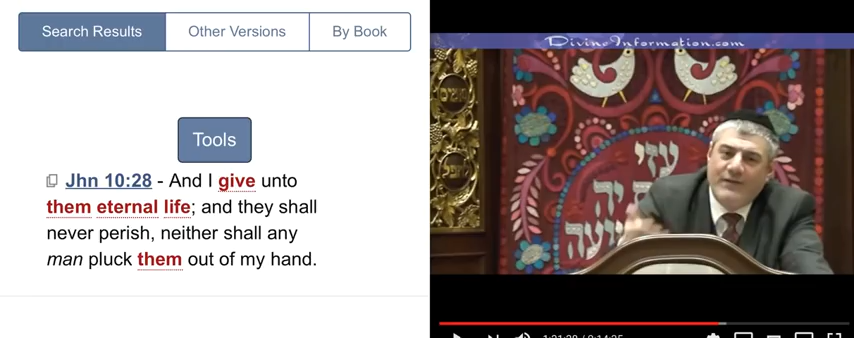 Search Results
Other Versions
By Book
Tools
Jhn 10:28 - And I give unto
them eternal life; and they shall
never perish, neither shall any
man pluck them out of my hand.
DivineInformation.com
עזי